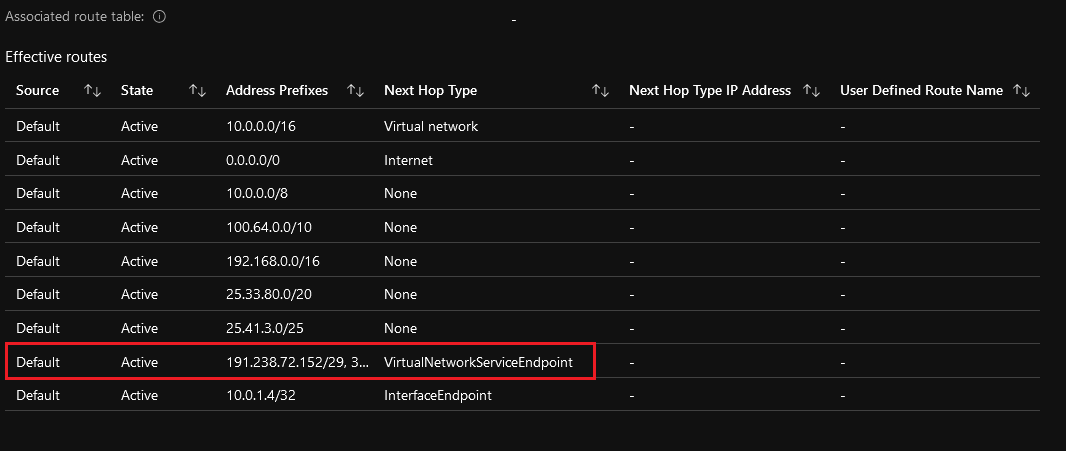 Associated route table: -
Effective routes
Source State Address Prefixes Next Hop Type Next Hop Type IP Address User Defined Route Name
Default Active 10.0.0.0/16 Virtual network - -
Default Active 0.0.0.0/0 Internet - -
Default Active 10.0.0.0/8 None - -
Default Active 100.64.0.0/10 None - -
Default Active 192.168.0.0/16 None - -
Default Active 25.33.80.0/20 None - -
Default Active 25.41.3.0/25 None - -
Default Active 191.238.72.152/29, 3... VirtualNetworkServiceEndpoint - -
Default Active 10.0.1.4/32 InterfaceEndpoint - -